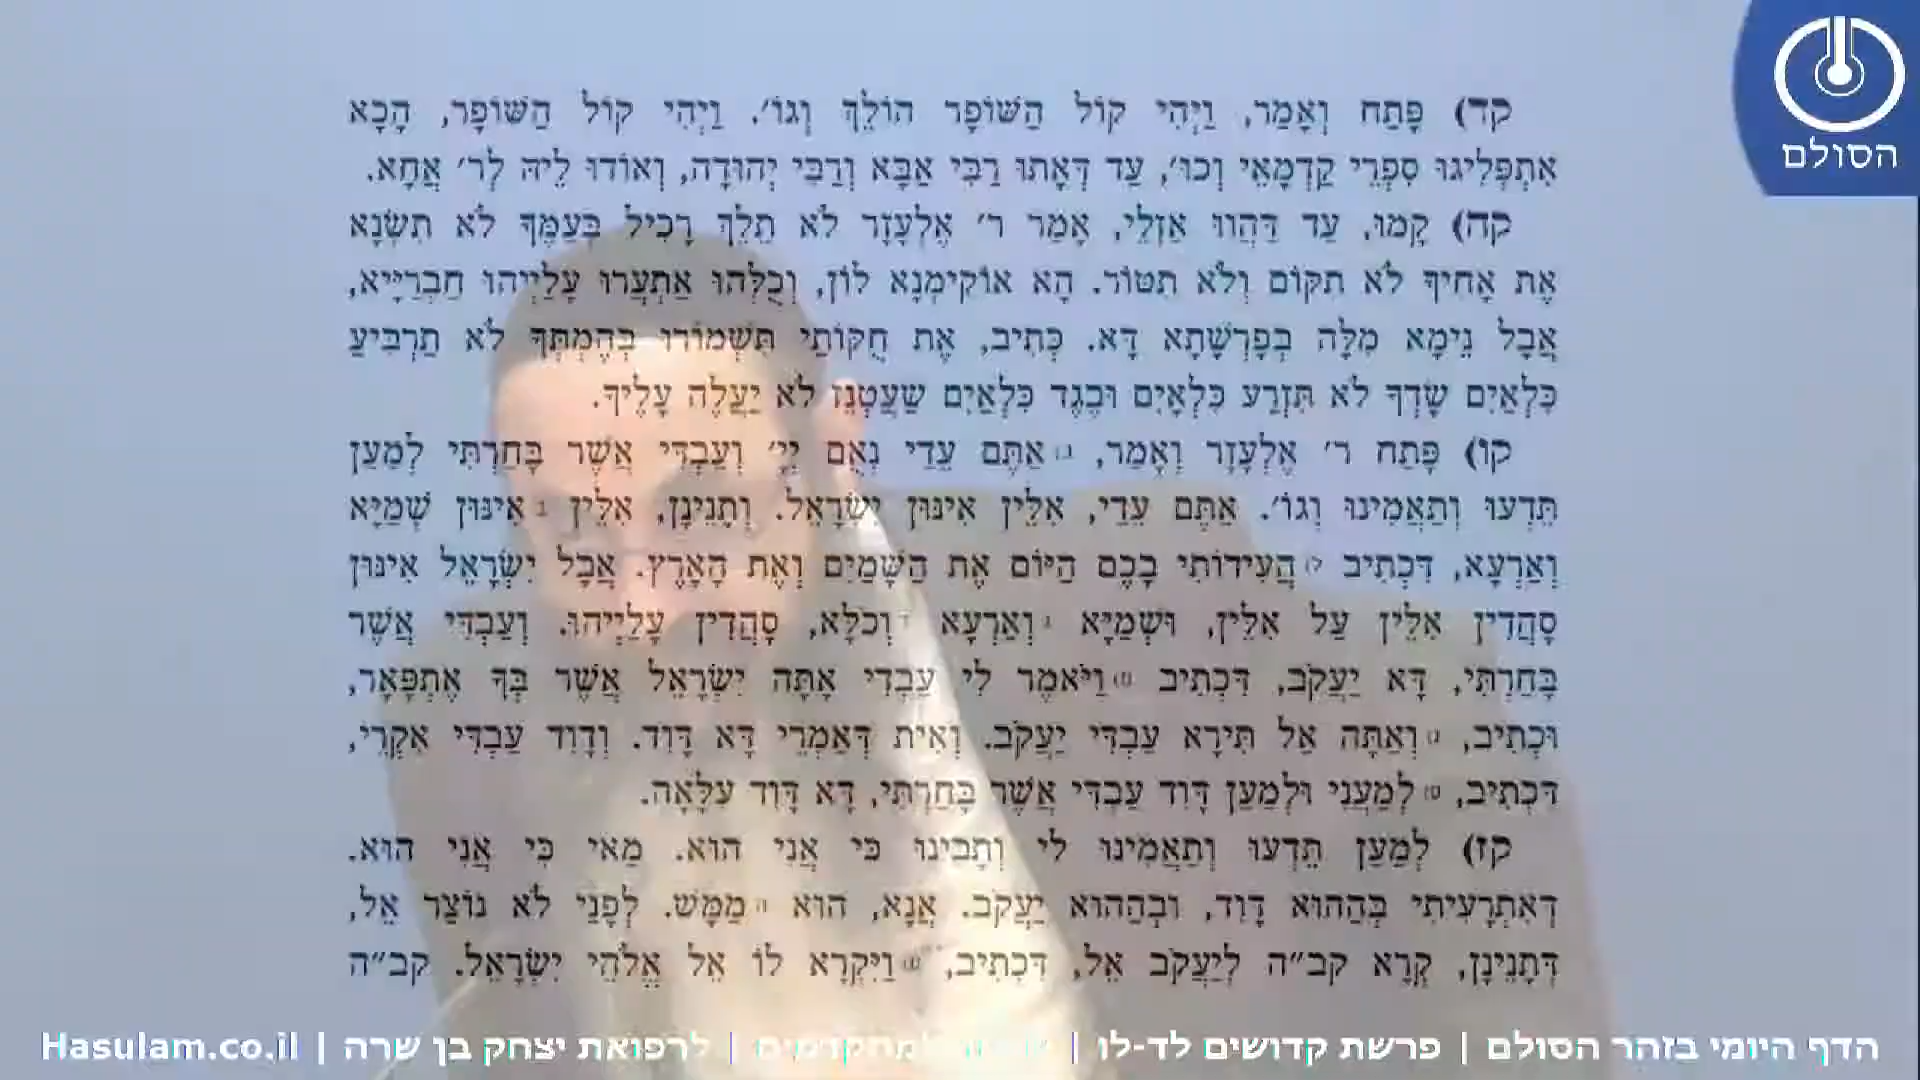 הסולם
קד) פָּתַח וְאָמַר, וַיְהִי קוֹל הַשּׁוֹפָר הוֹלֵךְ וְגוֹ׳. וַיְהִי קוֹל הַשּׁוֹפָר, הָכָא
אִתְפְּלִיגוּ סִפְרֵי קַדְמָאֵי וְכוּ׳, עַד דְּאָתוּ רַבִּי אַבָּא וְרַבִּי יְהוּדָה, וְאוֹדוּ לֵיהּ לְר׳ אֲחָא.
קה) קָמוּ, עַד דַּהֲווֹ אַזְלֵי, אָמַר ר׳ אֶלְעָזָר לֹא תֵלֵךְ רָכִיל בְּעַמֶּךָ לֹא תִשְׂנָא
אֶת אָחִיךָ לֹא תִקּוֹם וְלֹא תִטּוֹר. הָא אוֹקִימְנָא לוֹן, וְכֻלְּהוּ אִתְּעֲרוּ עָלַיְיהוּ חַבְרַיָּיא,
אֲבָל נֵימָא מִלָּה בְּפָרְשָׁתָא דָּא. כְּתִיב, אֶת חֻקּוֹתַי תִּשְׁמוֹרוּ בְּהֶמְתְּךָ לֹא תַרְבִּיעַ
כִּלְאַיִם שָׂדְךָ לֹא תִזְרַע כִּלְאָיִם וּבֶגֶד כִּלְאַיִם שַׁעַטְנֵז לֹא יַעֲלֶה עָלֶיךָ.
קו) פָּתַח ר׳ אֶלְעָזָר וְאָמַר, אַתֶּם עֵדַי נְאֻם יְיָ׳ וְעַבְדִּי אֲשֶׁר בָּחַרְתִּי לְמַעַן
תֵּדְעוּ וְתַאֲמִינוּ וְגוֹ׳. אַתֶּם עֵדַי, אִלֵּין אִינּוּן יִשְׂרָאֵל. וְתָנֵינָן, אִלֵּין אִינּוּן שְׁמַיָּא
וְאַרְעָא, דִּכְתִיב הַעִידוֹתִי בָכֶם הַיּוֹם אֶת הַשָּׁמַיִם וְאֶת הָאָרֶץ. אֲבָל יִשְׂרָאֵל אִינּוּן
סָהֲדִין אִלֵּין עַל אִלֵּין, וּשְׁמַיָּא וְאַרְעָא וְכֹלָּא, סָהֲדִין עָלַיְיהוּ. וְעַבְדִּי אֲשֶׁר
בָּחַרְתִּי, דָּא יַעֲקֹב, דִּכְתִיב וַיֹּאמֶר לִי עַבְדִּי אָתָּה יִשְׂרָאֵל אֲשֶׁר בְּךָ אֶתְפָּאָר,
וּכְתִיב, וְאַתָּה אַל תִּירָא עַבְדִּי יַעֲקֹב. וְאִית דְּאַמְרֵי דָּא דָּוִד. וְדָוִד עַבְדִּי אִקְרֵי,
דִּכְתִיב, לְמַעֲנִי וּלְמַעַן דָּוִד עַבְדִּי אֲשֶׁר בָּחַרְתִּי, דָּא דָּוִד עִלָּאָה.
קז) לְמַעַן תֵּדְעוּ וְתַאֲמִינוּ לִי וְתָבִינוּ כִּי אֲנִי הוּא. מַאי כִּי אֲנִי הוּא.
דְּאִתְרָעִיתִי בְּהַהוּא דָּוִד, וּבְהַהוּא יַעֲקֹב. אֲנָא, הוּא מַמָּשׁ. לְפָנַי לֹא נוֹצַר אֵל,
דְּתָנֵינָן, קְרָא קב״ה לְיַעֲקֹב אֵל, דִּכְתִיב, וַיִּקְרָא לוֹ אֵל אֱלֹהֵי יִשְׂרָאֵל. קב״ה
הדף היומי בזהר הסולם | פרשת קדושים לד-לו | למתקדמים | לרפואת יצחק בן שרה | Hasulam.co.il